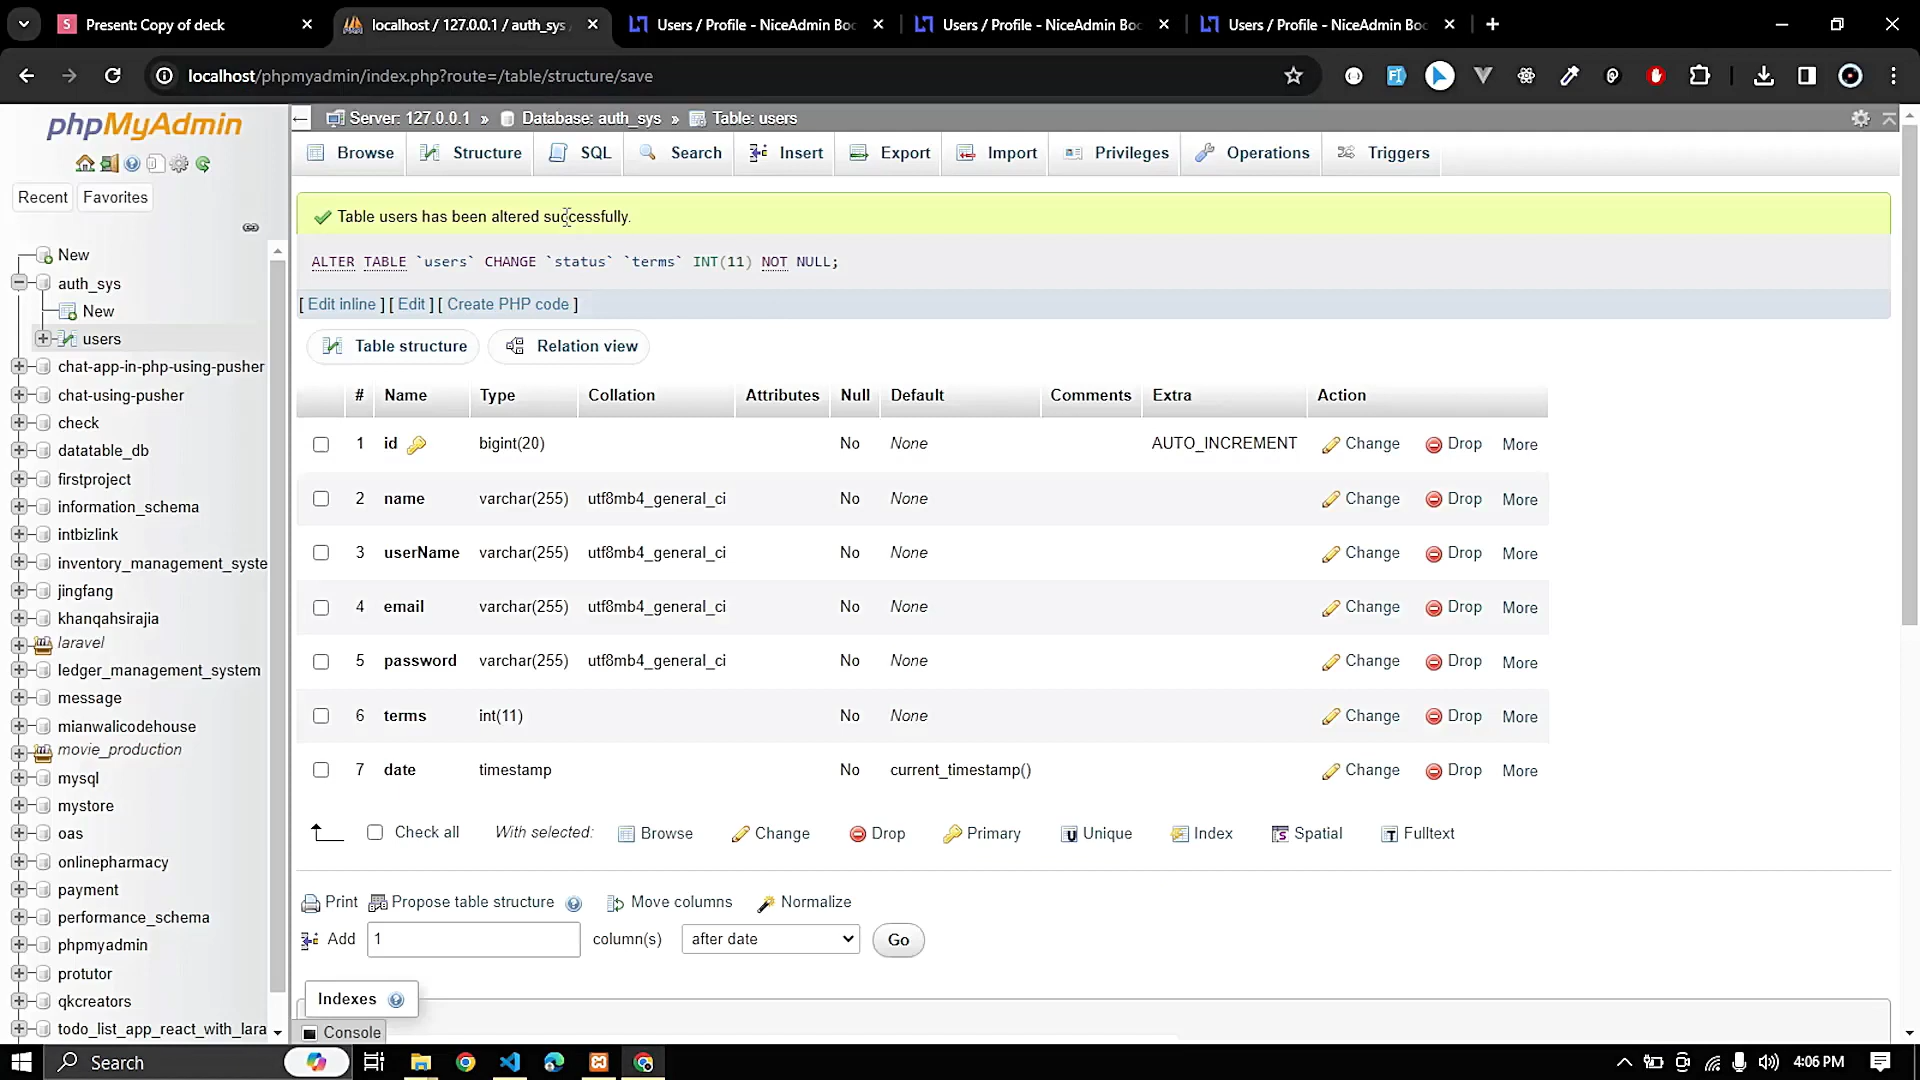 Present: Copy of deck
localhost / 127.0.0.1 / auth_sys
Users / Profile - NiceAdmin Boo
Users / Profile - NiceAdmin Boo
Users / Profile - NiceAdmin Boo
localhost/phpmyadmin/index.php?route=/table/structure/save
phpMyAdmin
Recent
Favorites
New
auth_sys
New
users
chat-app-in-php-using-pusher
chat-using-pusher
check
datatable_db
firstproject
information_schema
intbizlink
inventory_management_syste
jingfang
khanqahsirajia
laravel
ledger_management_system
message
mianwalicodehouse
movie_production
mysql
mystore
oas
onlinepharmacy
payment
performance_schema
phpmyadmin
protutor
qkcreators
todo_list_app_react_with_lara
Server: 127.0.0.1 » Database: auth_sys » Table: users
Browse Structure SQL Search Insert Export Import Privileges Operations Triggers
Table users has been altered successfully.
ALTER TABLE `users` CHANGE `status` `terms` INT(11) NOT NULL;
[ Edit inline ] [ Edit ] [ Create PHP code ]
Table structure Relation view
# Name Type Collation Attributes Null Default Comments Extra Action
1 id bigint(20) No None AUTO_INCREMENT Change Drop More
2 name varchar(255) utf8mb4_general_ci No None Change Drop More
3 userName varchar(255) utf8mb4_general_ci No None Change Drop More
4 email varchar(255) utf8mb4_general_ci No None Change Drop More
5 password varchar(255) utf8mb4_general_ci No None Change Drop More
6 terms int(11) No None Change Drop More
7 date timestamp No current_timestamp() Change Drop More
Check all With selected: Browse Change Drop Primary Unique Index Spatial Fulltext
Print Propose table structure Move columns Normalize
Add 1 column(s) after date Go
Indexes
Console
Search
4:06 PM